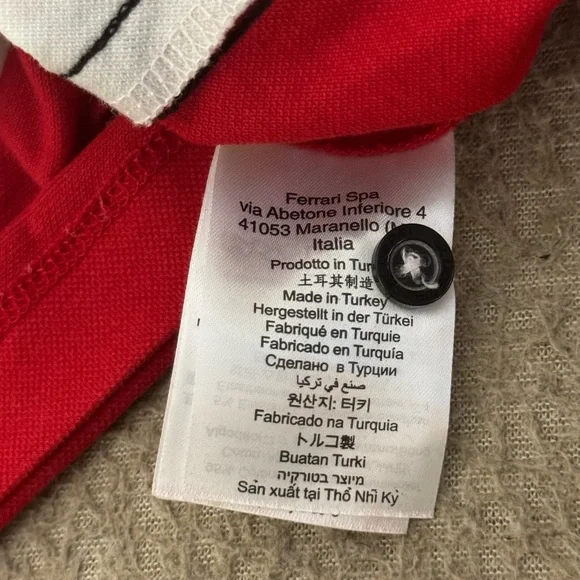 Ferrari Spa
via Abetone Inferiore 4
41053 Maranello
Italia
Prodotto in
土耳其制造
Made in Turkey
Hergestellt in der Türkei
Fabriqué en Turquie
Fabricado en Turquía
Сделано в Турции
صنع في تركيا
원산지: 터키
Fabricado na Turquia
トルコ製
Buatan Turki
מיוצר בטורקיה
Sản xuất tại Thổ Nhĩ Kỳ